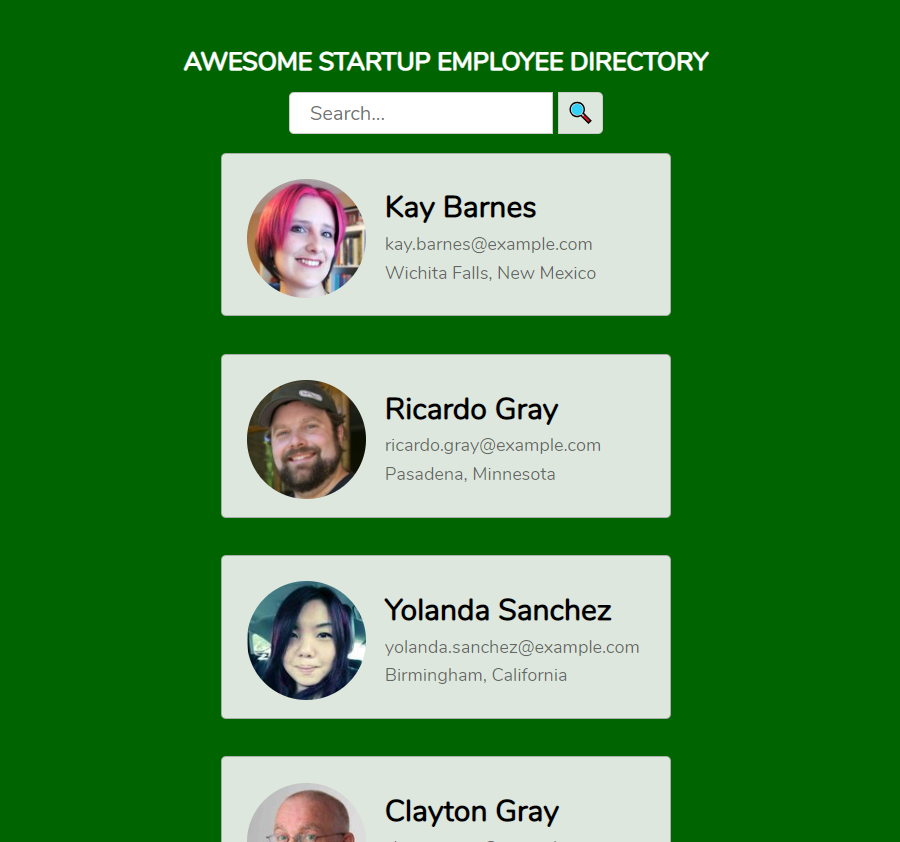 AWESOME STARTUP EMPLOYEE DIRECTORY
Search...
Kay Barnes
kay.barnes@example.com
Wichita Falls, New Mexico
Ricardo Gray
ricardo.gray@example.com
Pasadena, Minnesota
Yolanda Sanchez
yolanda.sanchez@example.com
Birmingham, California
Clayton Gray